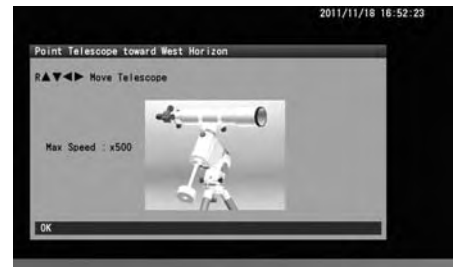 2011/11/18 16:52:23
Point Telescope toward West Horizon
R▲▼◀▶ Move Telescope
Max Speed : x500
OK